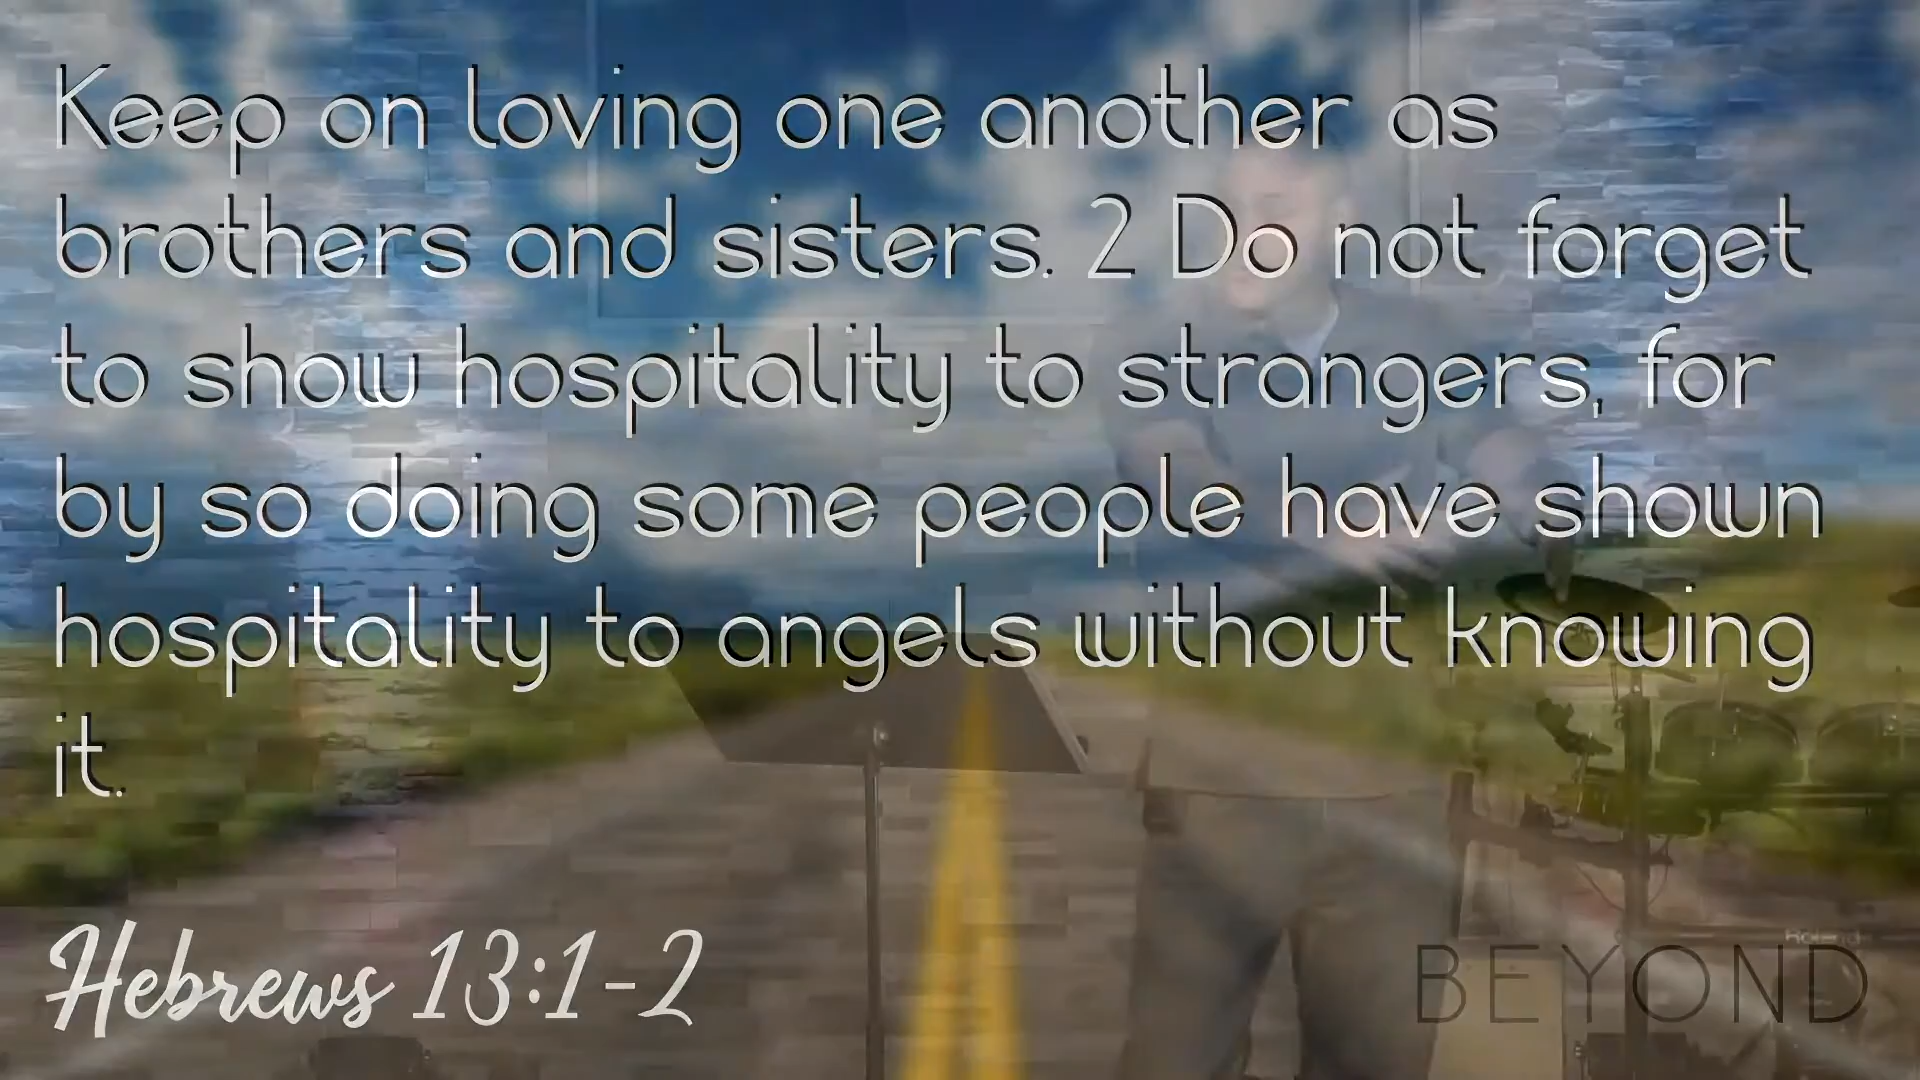 Keep on loving one another as
brothers and sisters. 2 Do not forget
to show hospitality to strangers, for
by so doing some people have shown
hospitality to angels without knowing
it.
Hebrews 13:1-2
BEYOND
Roland